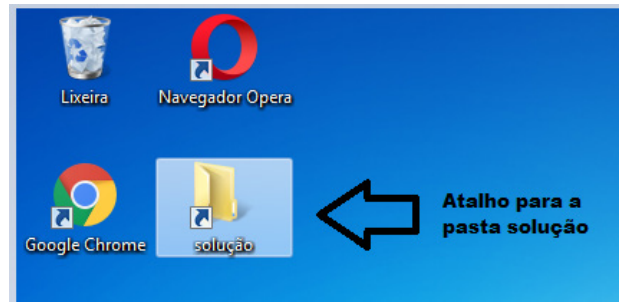 Lixeira
Navegador Opera
Google Chrome
solução
Atalho para a
pasta solução